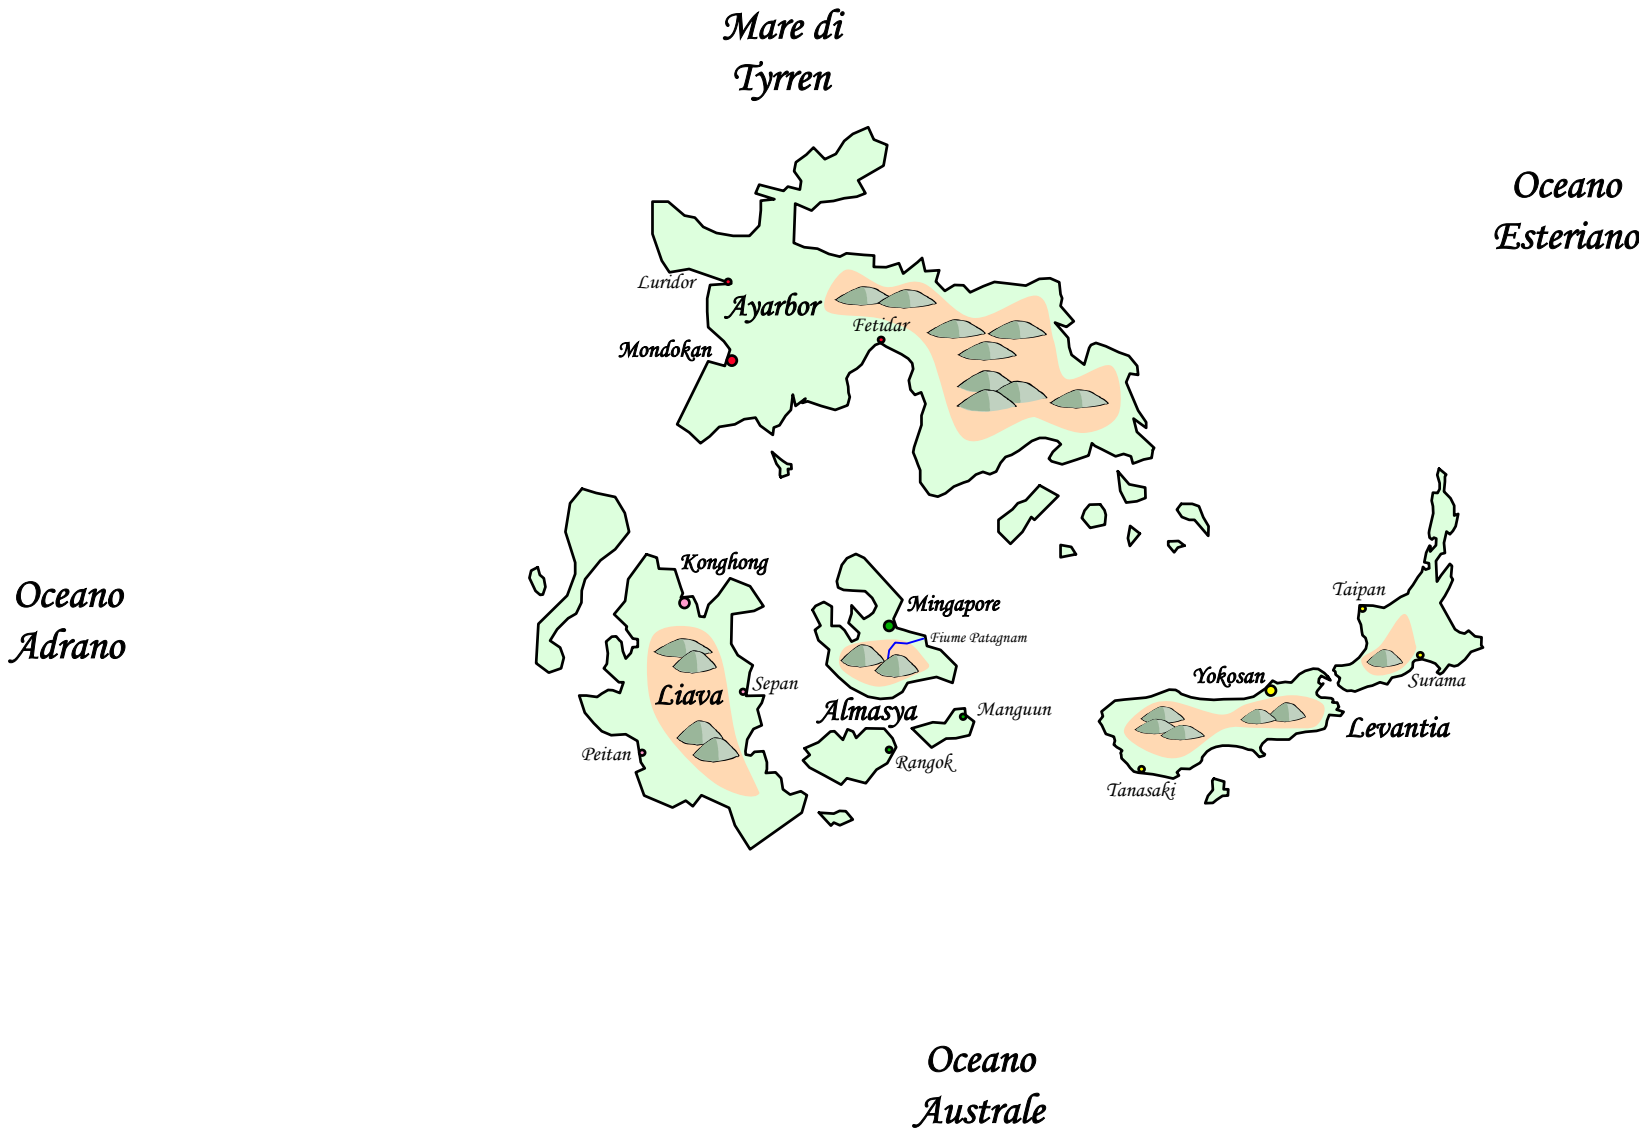 Mare di
Tyrren
Oceano
Esteriano
Luridor
Ayarbor
Fetidar
Mondokan
Konghong
Oceano
Adrano
Taipan
Mingapore
Fiume Patagnam
Yokosan
Surama
Sepan
Liava
Manguun
Almasya
Levantia
Peitan
Rangok
Tanasaki
Oceano
Australe